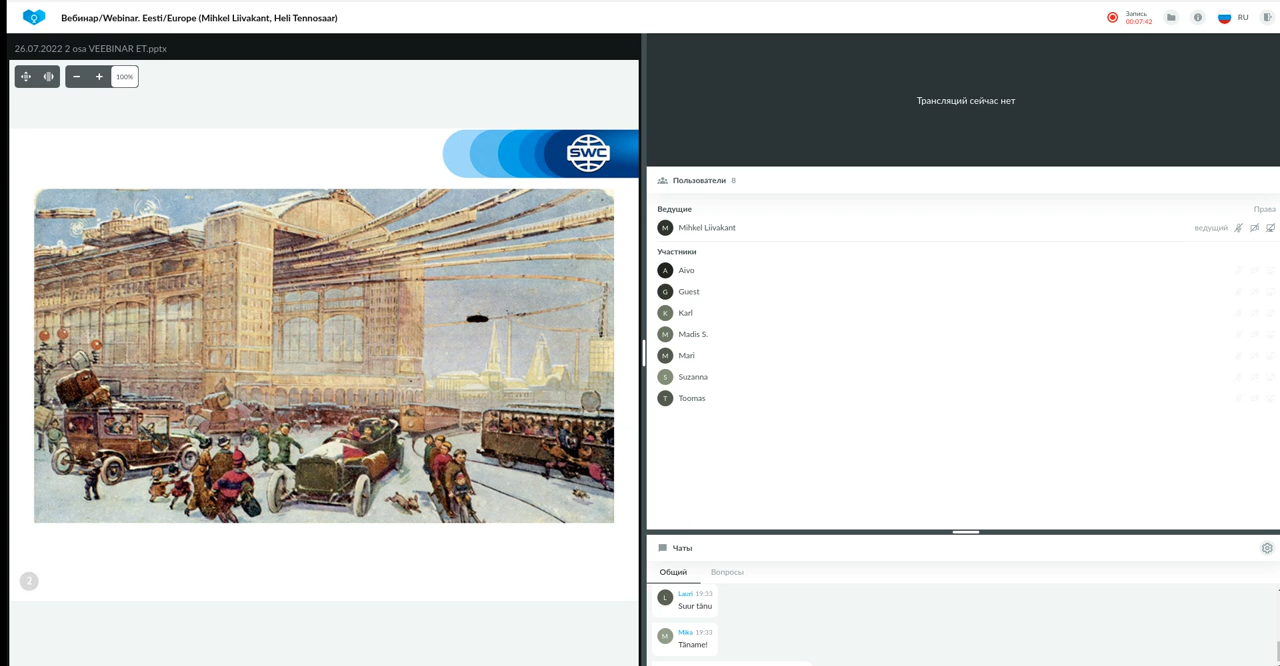 Вебинар/Webinar. Eesti/Europe (Mihkel Liivakant, Heli Tennosaar)
Запись
00:07:42
RU
26.07.2022 2 osa VEEBINAR ET.pptx
100%
SWC
2
Трансляций сейчас нет
Пользователи 8
Ведущие Права
M Mihkel Liivakant ведущий
Участники
A Aivo
G Guest
K Karl
M Madis S.
M Mari
S Suzanna
T Toomas
Чаты
Общий Вопросы
L Lauri 19:33
Suur tänu
M Mika 19:33
Täname!